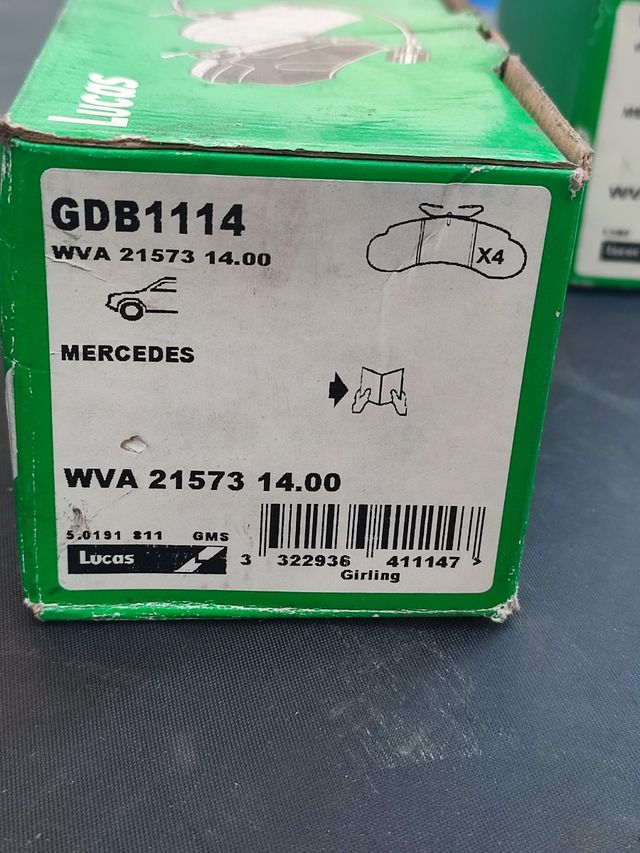 Lucas
GDB1114
WVA 21573 14.00
X4
MERCEDES
WVA 21573 14.00
5.0191 811 GMS
Lucas
3 322936 411147 >
Girling
WV